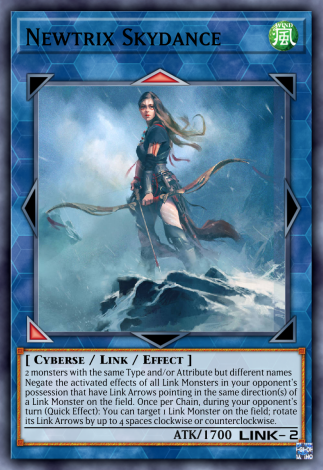 Newtrix Skydance
WIND
風
[ Cyberse / Link / Effect ]
2 monsters with the same Type and/or Attribute but different names
Negate the activated effects of all Link Monsters in your opponent's
possession that have Link Arrows pointing in the same direction(s) of
a Link Monster on the field. Once per Chain, during your opponent's
turn (Quick Effect): You can target 1 Link Monster on the field; rotate
its Link Arrows by up to 4 spaces clockwise or counterclockwise.
ATK/1700 LINK-2